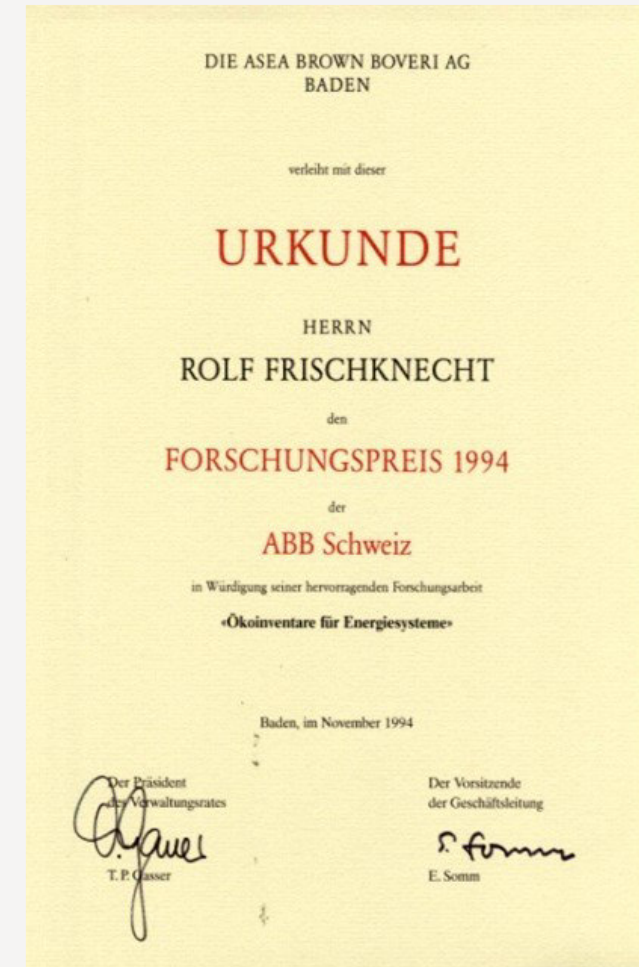 DIE ASEA BROWN BOVERI AG
BADEN
verleiht mit dieser
URKUNDE
HERRN
ROLF FRISCHKNECHT
den
FORSCHUNGSPREIS 1994
der
ABB Schweiz
in Würdigung seiner hervorragenden Forschungsarbeit
«Ökoinventare für Energiesysteme»
Baden, im November 1994
Der Präsident
des Verwaltungsrates
T. P. Gasser
Der Vorsitzende
der Geschäftsleitung
E. Somm